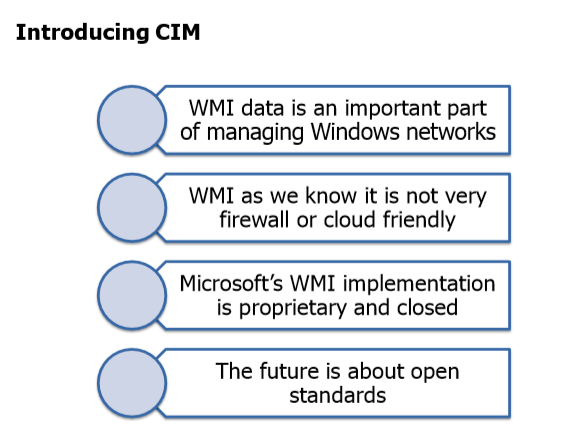 Introducing CIM
WMI data is an important part
of managing Windows networks
WMI as we know it is not very
firewall or cloud friendly
Microsoft’s WMI implementation
is proprietary and closed
The future is about open
standards